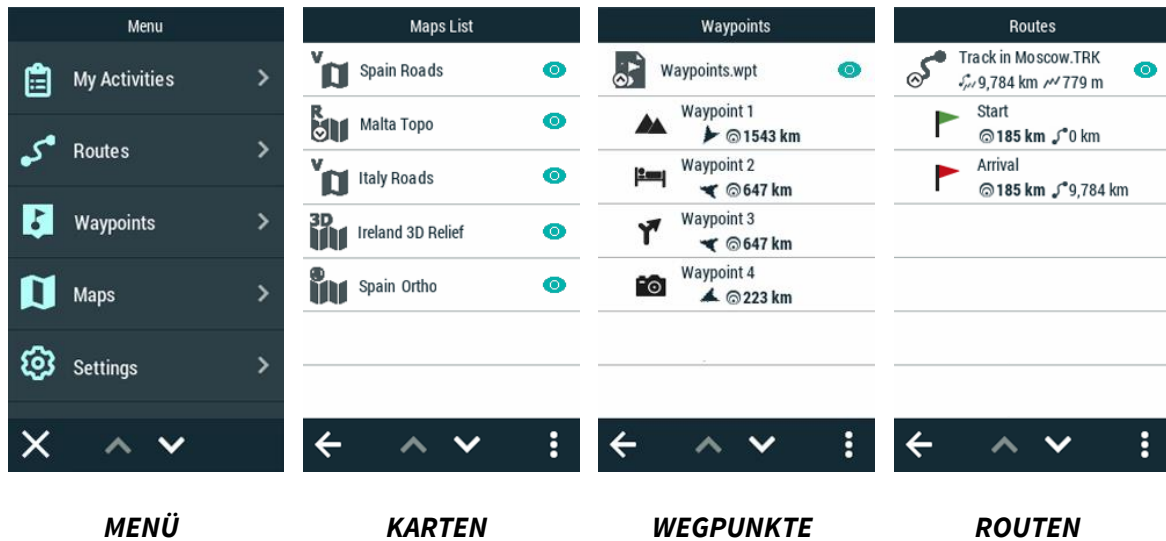 Menu
My Activities
Routes
Waypoints
Maps
Settings
MENÜ
Maps List
V
Spain Roads
R
Malta Topo
V
Italy Roads
3D
Ireland 3D Relief
Spain Ortho
KARTEN
Waypoints
Waypoints.wpt
Waypoint 1
1543 km
Waypoint 2
647 km
Waypoint 3
647 km
Waypoint 4
223 km
WEGPUNKTE
Routes
Track in Moscow.TRK
9,784 km 779 m
Start
185 km 0 km
Arrival
185 km 9,784 km
ROUTEN